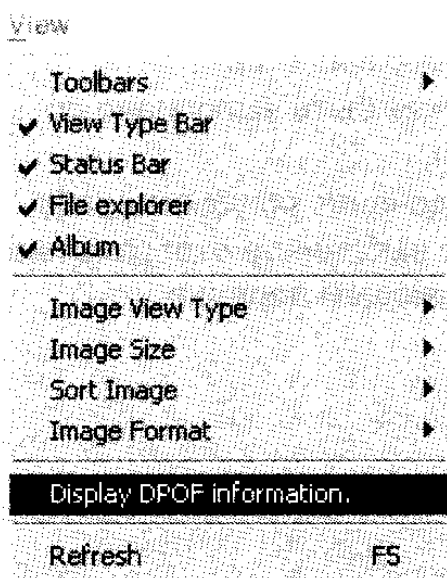 View
Toolbars
View Type Bar
Status Bar
File explorer
Album
Image View Type
Image Size
Sort Image
Image Format
Display DPOF information.
Refresh F5